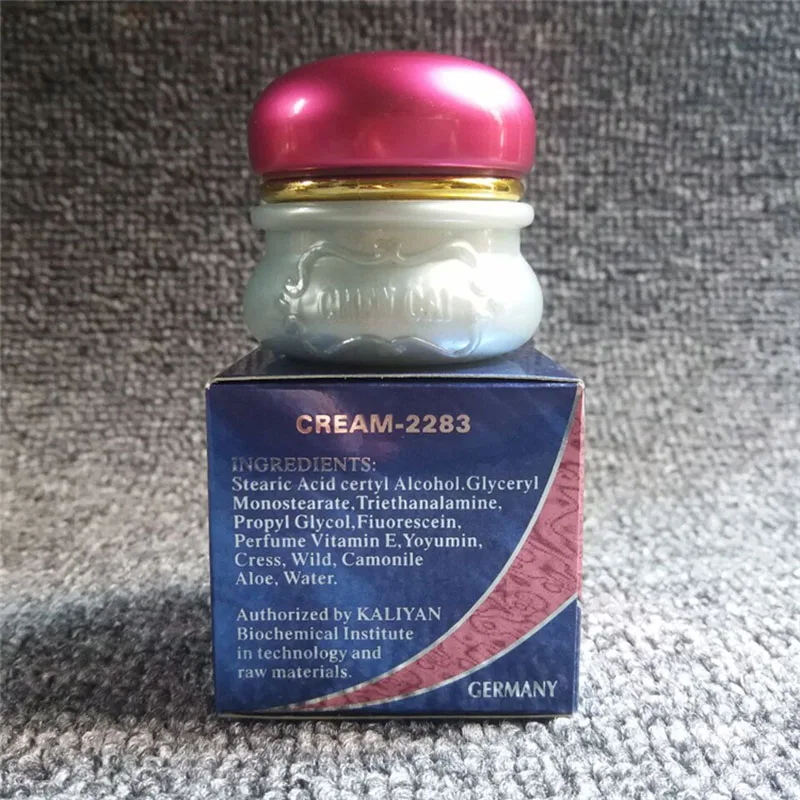 CREAM-2283
INGREDIENTS:
Stearic Acid certyl Alcohol.Glyceryl
Monostearate,Triethanalamine,
Propyl Glycol,Fiuorescein,
Perfume Vitamin E,Yoyumin,
Cress, Wild, Camonile
Aloe, Water.
Authorized by KALIYAN
Biochemical Institute
in technology and
raw materials.
GERMANY